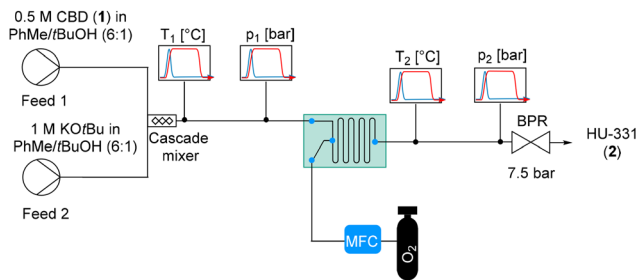 0.5 M CBD (1) in
PhMe/tBuOH (6:1)
Feed 1
1 M KOtBu in
PhMe/tBuOH (6:1)
Feed 2
Cascade
mixer
T₁ [°C]
p₁ [bar]
T₂ [°C]
p₂ [bar]
BPR
7.5 bar
HU-331
(2)
MFC
O₂